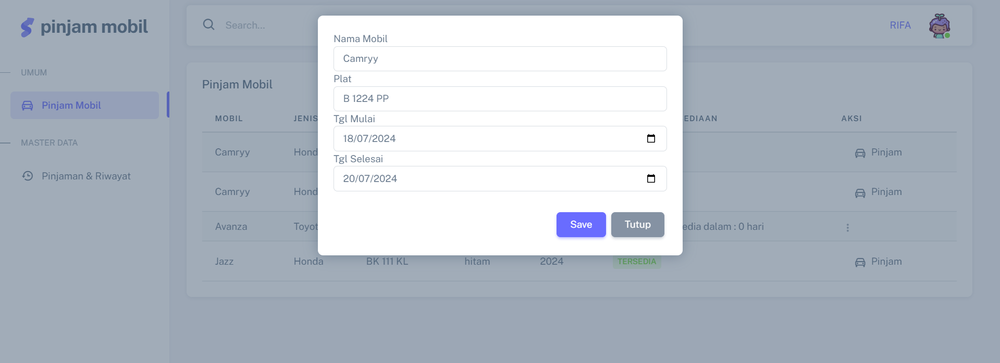 pinjam mobil
UMUM
Pinjam Mobil
MASTER DATA
Pinjaman & Riwayat
Search...
RIFA
Pinjam Mobil
MOBIL JENIS EDIAAN AKSI
Camryy Hond Pinjam
Camryy Hond Pinjam
Avanza Toyot edia dalam : 0 hari
Jazz Honda BK 111 KL hitam 2024 TERSEDIA Pinjam
Nama Mobil
Camryy
Plat
B 1224 PP
Tgl Mulai
18/07/2024
Tgl Selesai
20/07/2024
Save Tutup